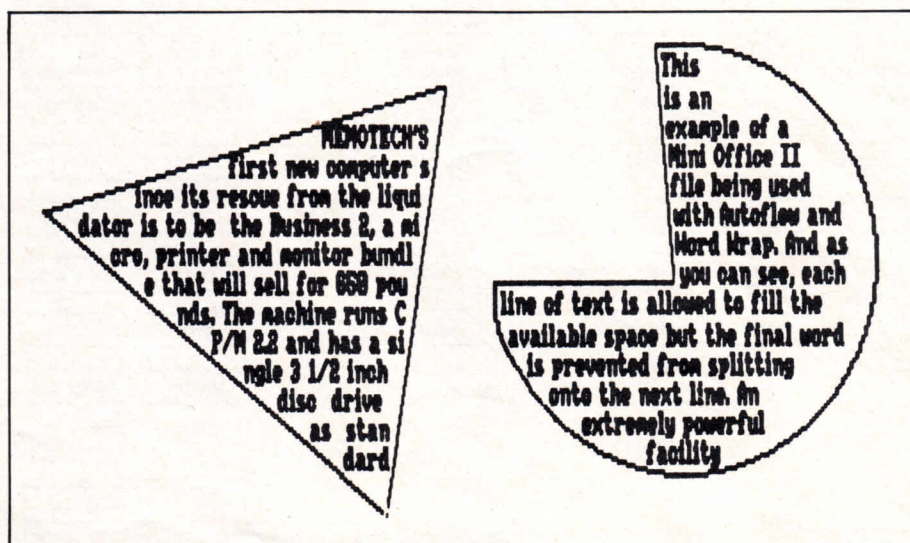 MEMOTECH'S
first new computer s
ince its rescue from the liqui
dator is to be  the Business 2, a mi
cro, printer and monitor bundl
e that will sell for 650 pou
nds. The machine runs C
P/M 2.2 and has a si
ngle 3 1/2 inch
disc drive
as  stan
dard
This
is an
example of a
Mini Office II
file being used
with Autoflow and
Word Wrap. And as
you can see, each
line of text is allowed to fill the
available space but the final word
is prevented from splitting
onto the next line. An
extremely powerful
facility